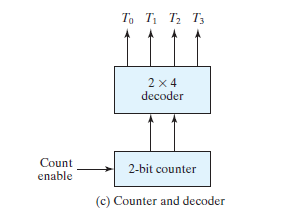 T₀ T₁ T₂ T₃
2 × 4
decoder
Count
enable
2-bit counter
(c) Counter and decoder